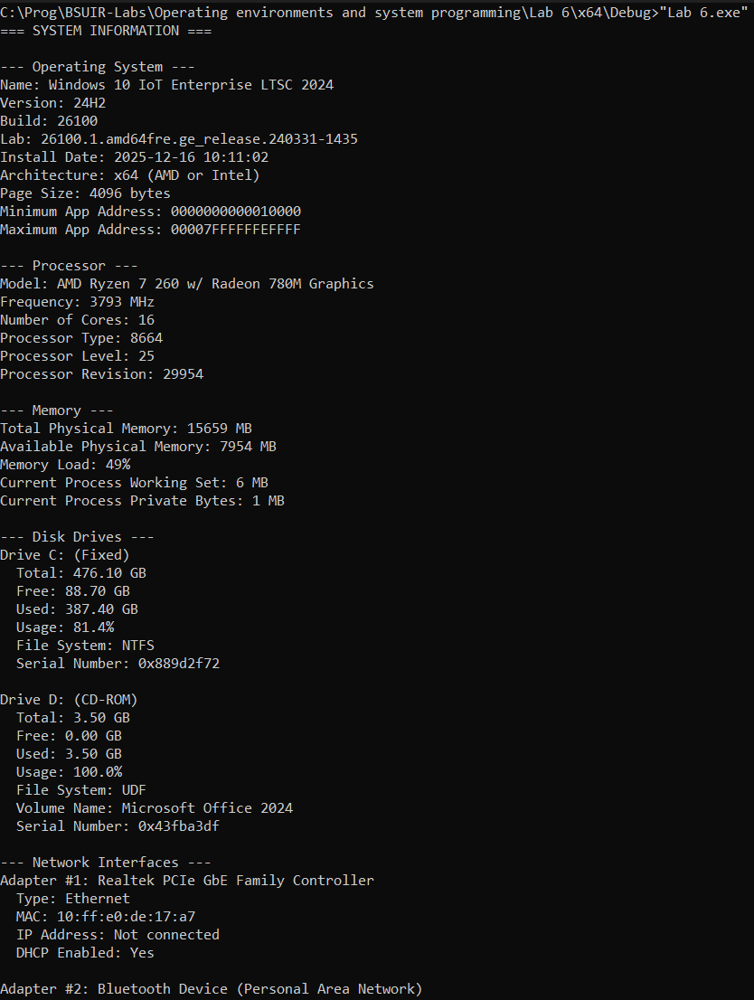 C:\Prog\BSUIR-Labs\Operating environments and system programming\Lab 6\x64\Debug>"Lab 6.exe"
=== SYSTEM INFORMATION ===
--- Operating System ---
Name: Windows 10 IoT Enterprise LTSC 2024
Version: 24H2
Build: 26100
Lab: 26100.1.amd64fre.ge_release.240331-1435
Install Date: 2025-12-16 10:11:02
Architecture: x64 (AMD or Intel)
Page Size: 4096 bytes
Minimum App Address: 0000000000010000
Maximum App Address: 00007FFFFFFEFFFF
--- Processor ---
Model: AMD Ryzen 7 260 w/ Radeon 780M Graphics
Frequency: 3793 MHz
Number of Cores: 16
Processor Type: 8664
Processor Level: 25
Processor Revision: 29954
--- Memory ---
Total Physical Memory: 15659 MB
Available Physical Memory: 7954 MB
Memory Load: 49%
Current Process Working Set: 6 MB
Current Process Private Bytes: 1 MB
--- Disk Drives ---
Drive C: (Fixed)
  Total: 476.10 GB
  Free: 88.70 GB
  Used: 387.40 GB
  Usage: 81.4%
  File System: NTFS
  Serial Number: 0x889d2f72
Drive D: (CD-ROM)
  Total: 3.50 GB
  Free: 0.00 GB
  Used: 3.50 GB
  Usage: 100.0%
  File System: UDF
  Volume Name: Microsoft Office 2024
  Serial Number: 0x43fba3df
--- Network Interfaces ---
Adapter #1: Realtek PCIe GbE Family Controller
  Type: Ethernet
  MAC: 10:ff:e0:de:17:a7
  IP Address: Not connected
  DHCP Enabled: Yes
Adapter #2: Bluetooth Device (Personal Area Network)